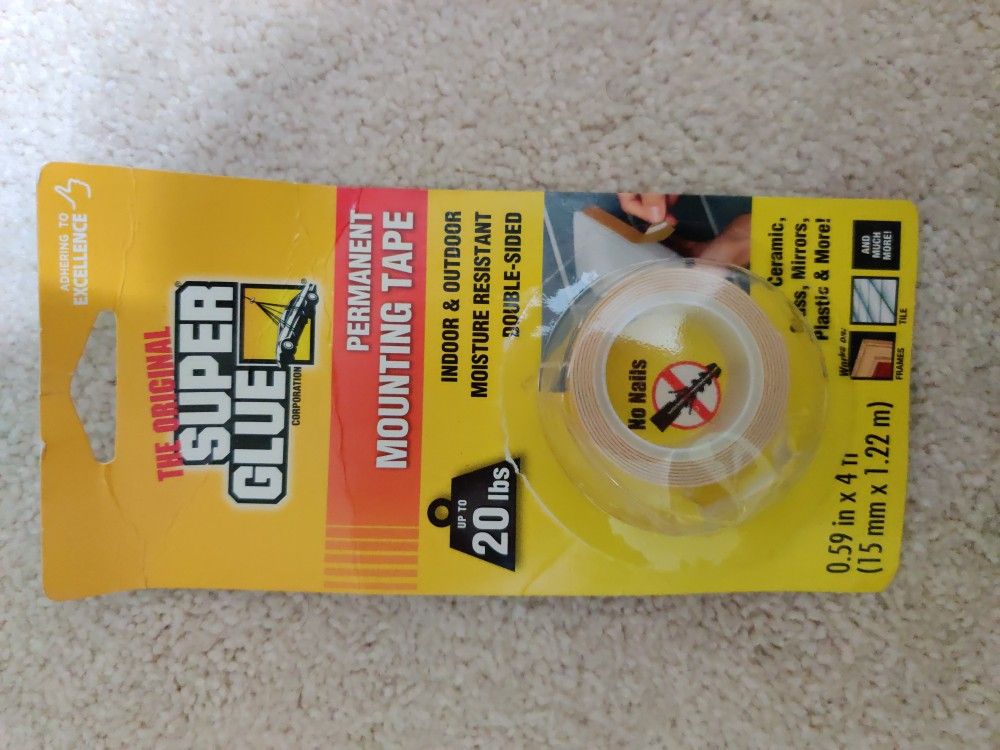 ADHERING TO
EXCELLENCE
THE ORIGINAL
SUPER
GLUE
CORPORATION
PERMANENT
MOUNTING TAPE
INDOOR & OUTDOOR
MOISTURE RESISTANT
DOUBLE-SIDED
UP TO
20 lbs
No Nails
Ceramic,
Mirrors,
Plastic & More!
Works on:
FRAMES
TILE
AND
MUCH
MORE!
0.59 in x 4
(15 mm x 1.22 m)